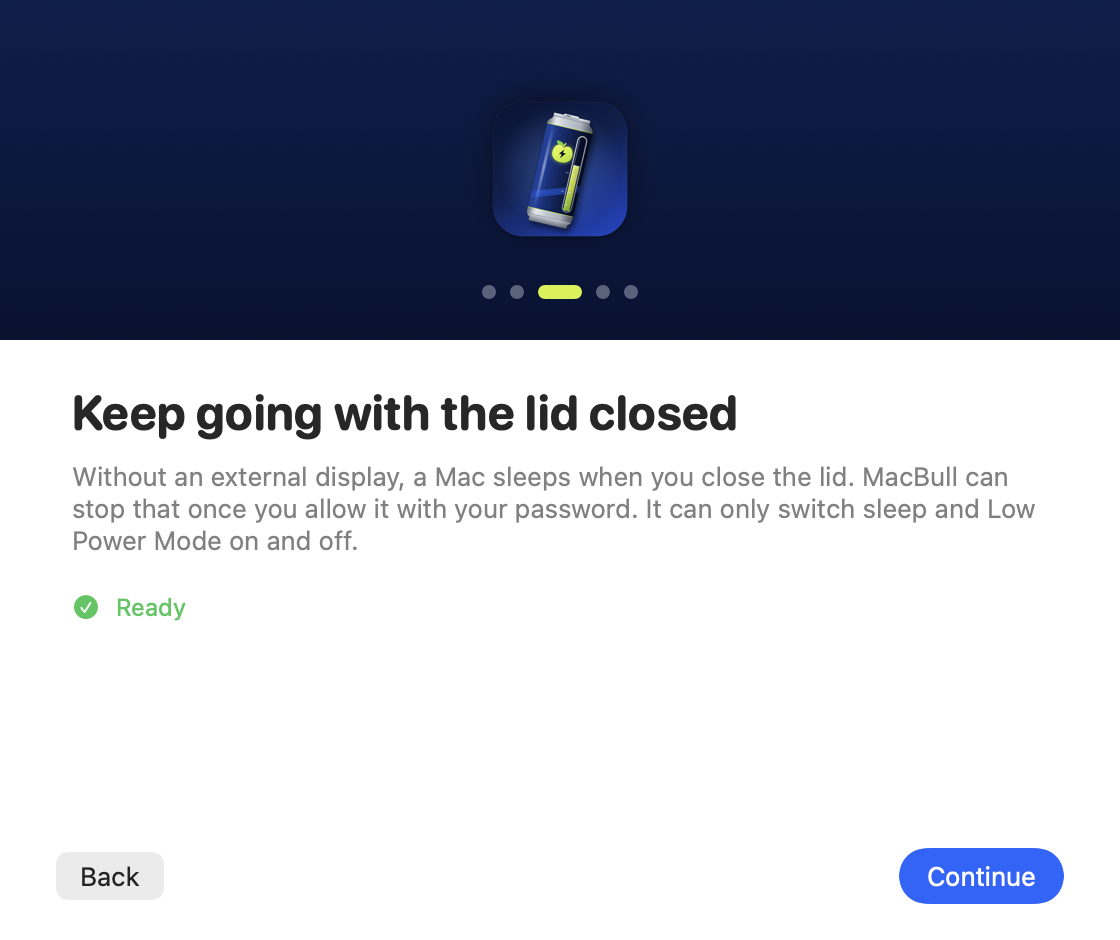 Keep going with the lid closed
Without an external display, a Mac sleeps when you close the lid. MacBull can
stop that once you allow it with your password. It can only switch sleep and Low
Power Mode on and off.
Ready
Back
Continue